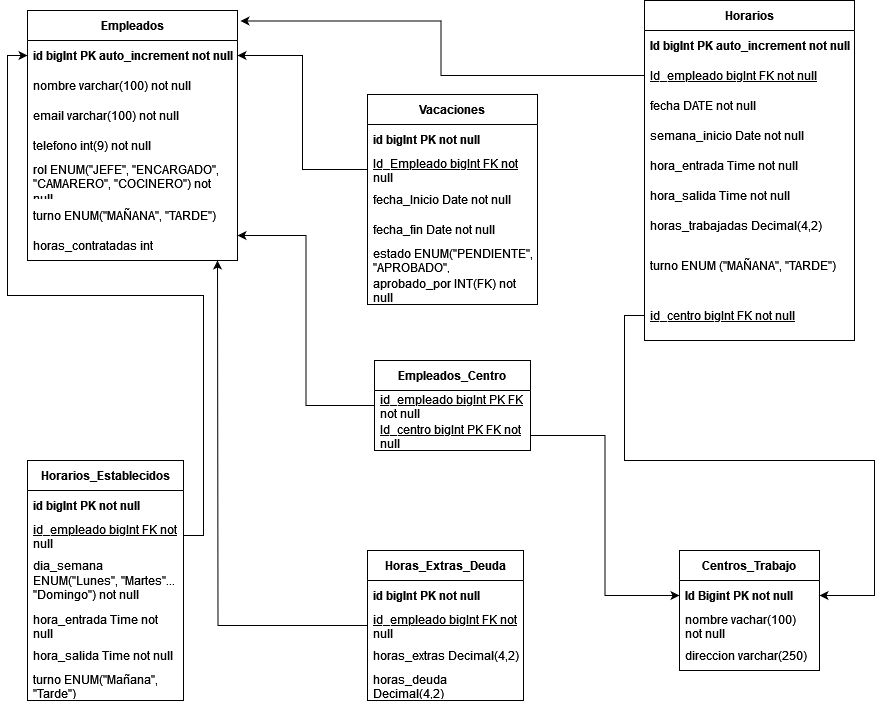 Empleados
id bigInt PK auto_increment not null
nombre varchar(100) not null
email varchar(100) not null
telefono int(9) not null
rol ENUM("JEFE", "ENCARGADO",
"CAMARERO", "COCINERO") not
null
turno ENUM("MAÑANA", "TARDE")
horas_contratadas int
Vacaciones
id bigInt PK not null
Id_Empleado bigInt FK not
null
fecha_Inicio Date not null
fecha_fin Date not null
estado ENUM("PENDIENTE",
"APROBADO",
aprobado_por INT(FK) not
null
Horarios
Id bigInt PK auto_increment not null
Id_empleado bigInt FK not null
fecha DATE not null
semana_inicio Date not null
hora_entrada Time not null
hora_salida Time not null
horas_trabajadas Decimal(4,2)
turno ENUM ("MAÑANA", "TARDE")
id_centro bigInt FK not null
Empleados_Centro
id_empleado bigInt PK FK
not null
Id_centro bigInt PK FK not
null
Horarios_Establecidos
id bigInt PK not null
id_empleado bigInt FK not
null
dia_semana
ENUM("Lunes", "Martes"...
"Domingo") not null
hora_entrada Time not
null
hora_salida Time not null
turno ENUM("Mañana",
"Tarde")
Horas_Extras_Deuda
id bigInt PK not null
id_empleado bigInt FK not
null
horas_extras Decimal(4,2)
horas_deuda
Decimal(4,2)
Centros_Trabajo
Id Bigint PK not null
nombre vachar(100)
not null
direccion varchar(250)